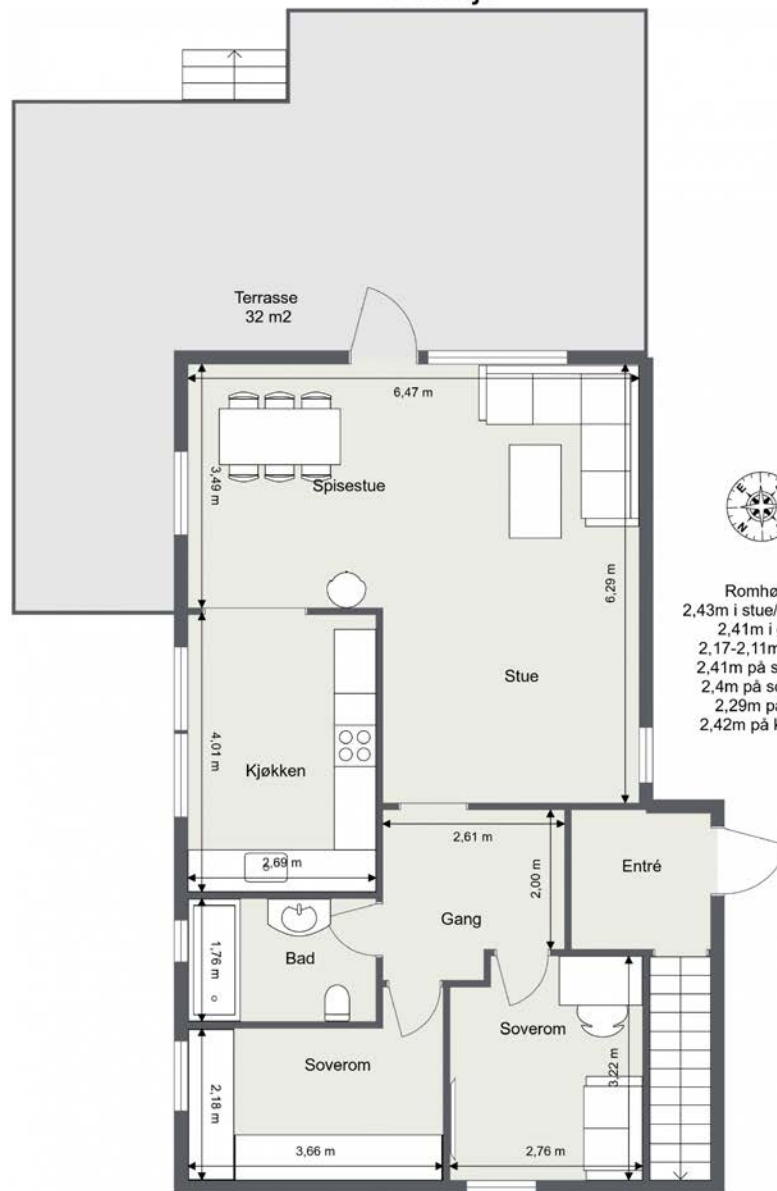 Terrasse
32 m2
6,47 m
3,49 m
Spisestue
6,29 m
E
N
Romhø
2,43m i stue/
2,41m i
2,17-2,11m
2,41m på s
2,4m på so
2,29m på
2,42m på k
Stue
4,01 m
Kjøkken
2,69 m
2,61 m
2,00 m
Entré
Gang
1,76 m
Bad
Soverom
3,22 m
Soverom
2,18 m
3,66 m
2,76 m